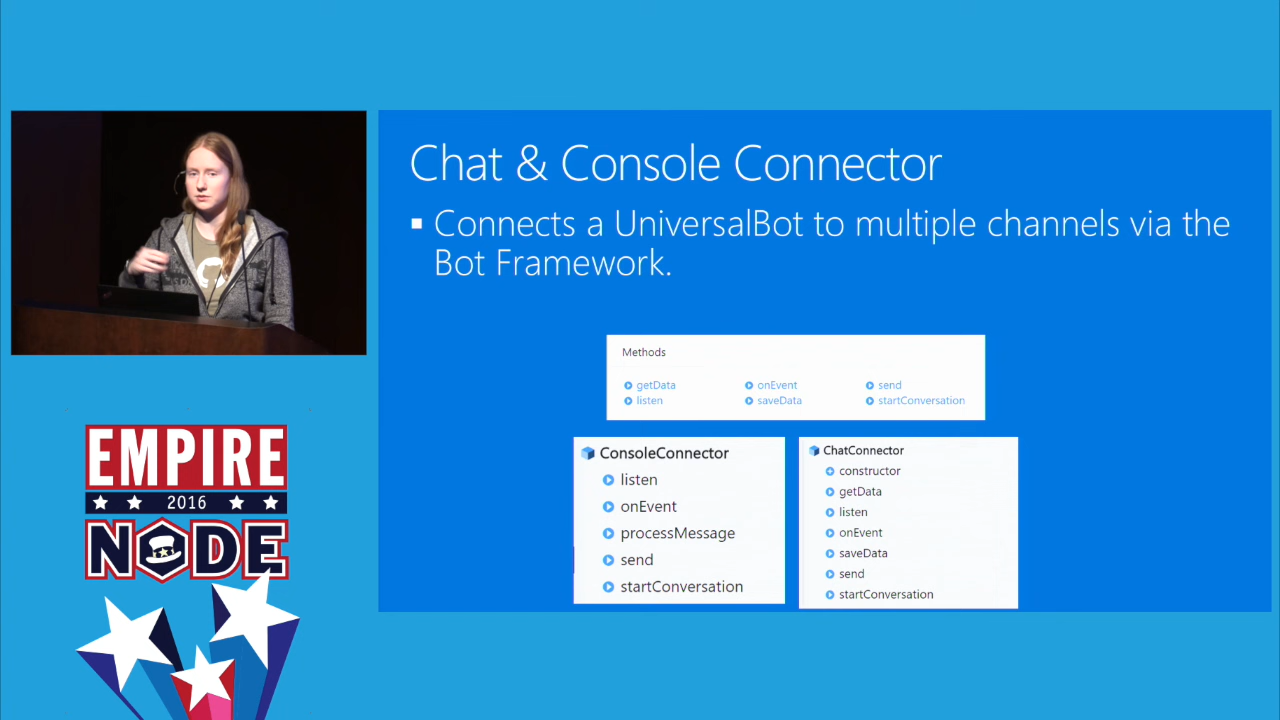 Chat & Console Connector
Connects a UniversalBot to multiple channels via the
Bot Framework.
Methods
getData
onEvent
send
listen
saveData
startConversation
ConsoleConnector
listen
onEvent
processMessage
send
startConversation
ChatConnector
constructor
getData
listen
onEvent
saveData
send
startConversation
EMPIRE
2016
NODE